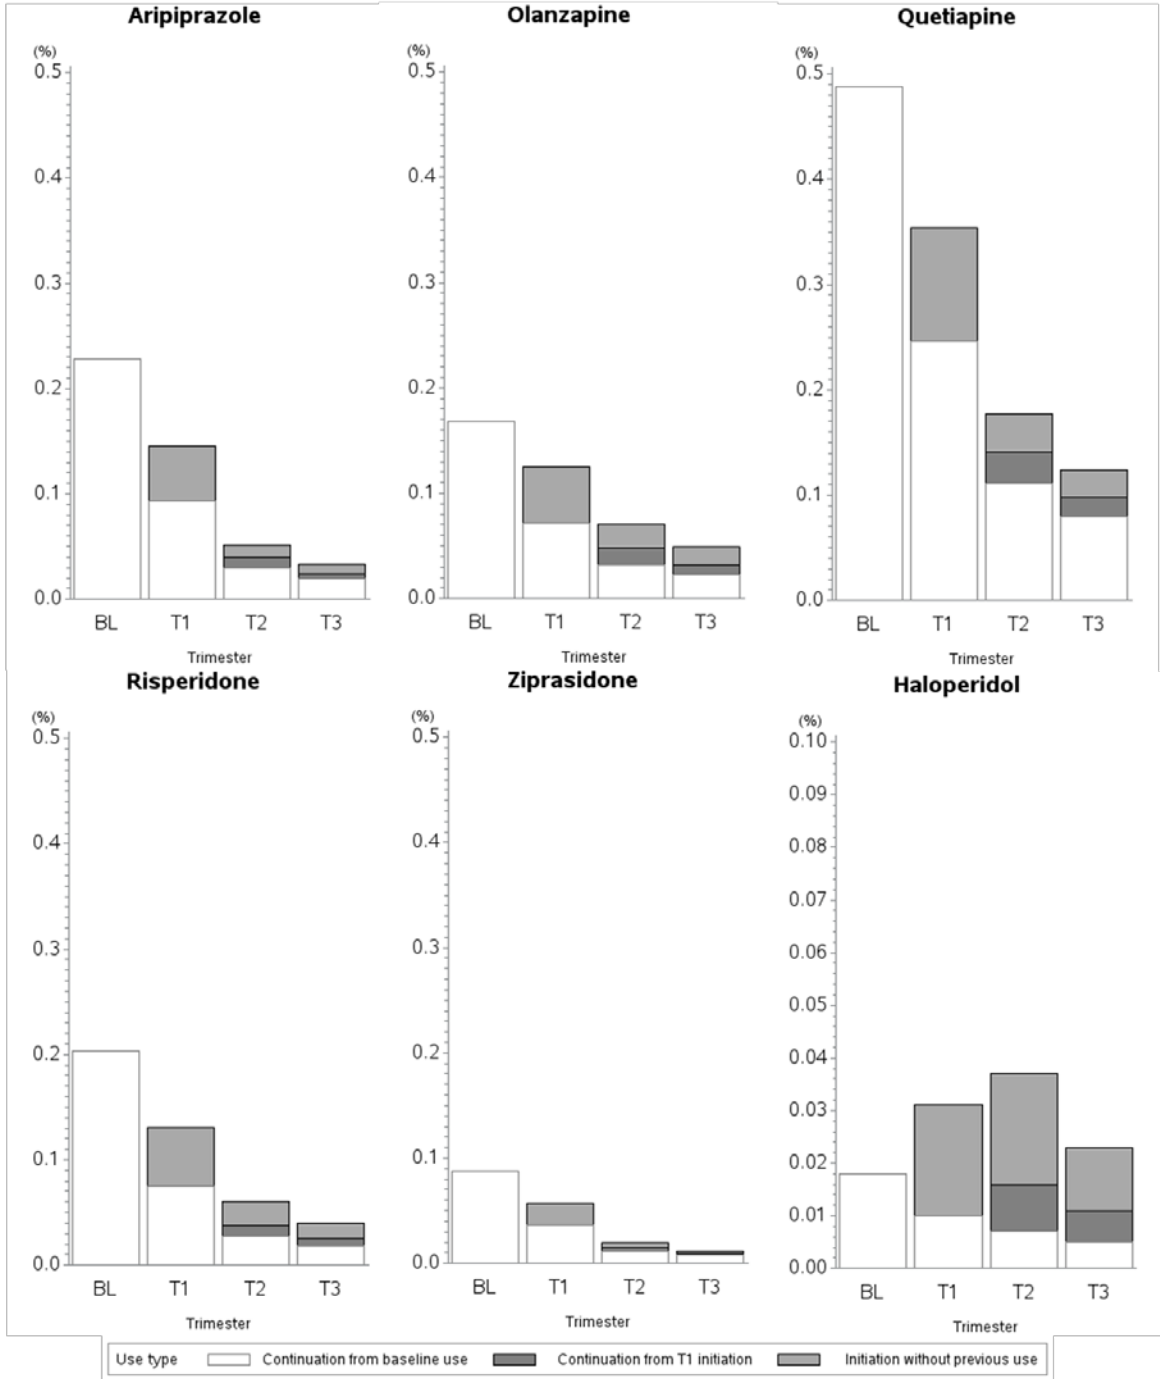 Aripiprazole
(%)
0.5
0.4
0.3
0.2
0.1
0.0
BL T1 T2 T3
Trimester
Olanzapine
(%)
0.5
0.4
0.3
0.2
0.1
0.0
BL T1 T2 T3
Trimester
Quetiapine
(%)
0.5
0.4
0.3
0.2
0.1
0.0
BL T1 T2 T3
Trimester
Risperidone
(%)
0.5
0.4
0.3
0.2
0.1
0.0
BL T1 T2 T3
Trimester
Ziprasidone
(%)
0.5
0.4
0.3
0.2
0.1
0.0
BL T1 T2 T3
Trimester
Haloperidol
(%)
0.10
0.09
0.08
0.07
0.06
0.05
0.04
0.03
0.02
0.01
0.00
BL T1 T2 T3
Trimester
Use type Continuation from baseline use Continuation from T1 initiation Initiation without previous use